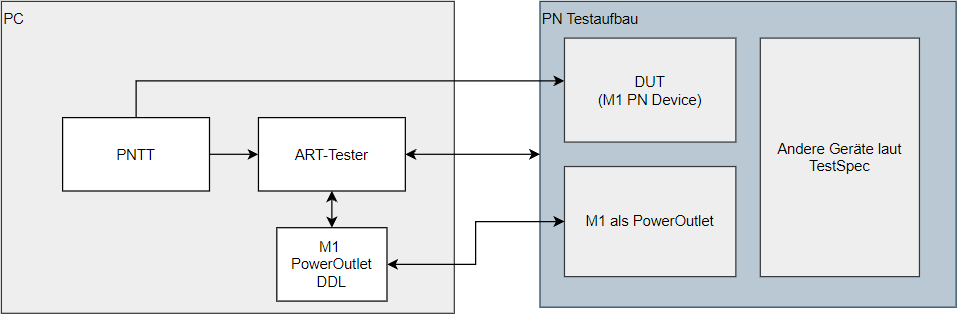 PC
PN Testaufbau
PNTT
ART-Tester
M1
PowerOutlet
DDL
DUT
(M1 PN Device)
M1 als PowerOutlet
Andere Geräte laut
TestSpec